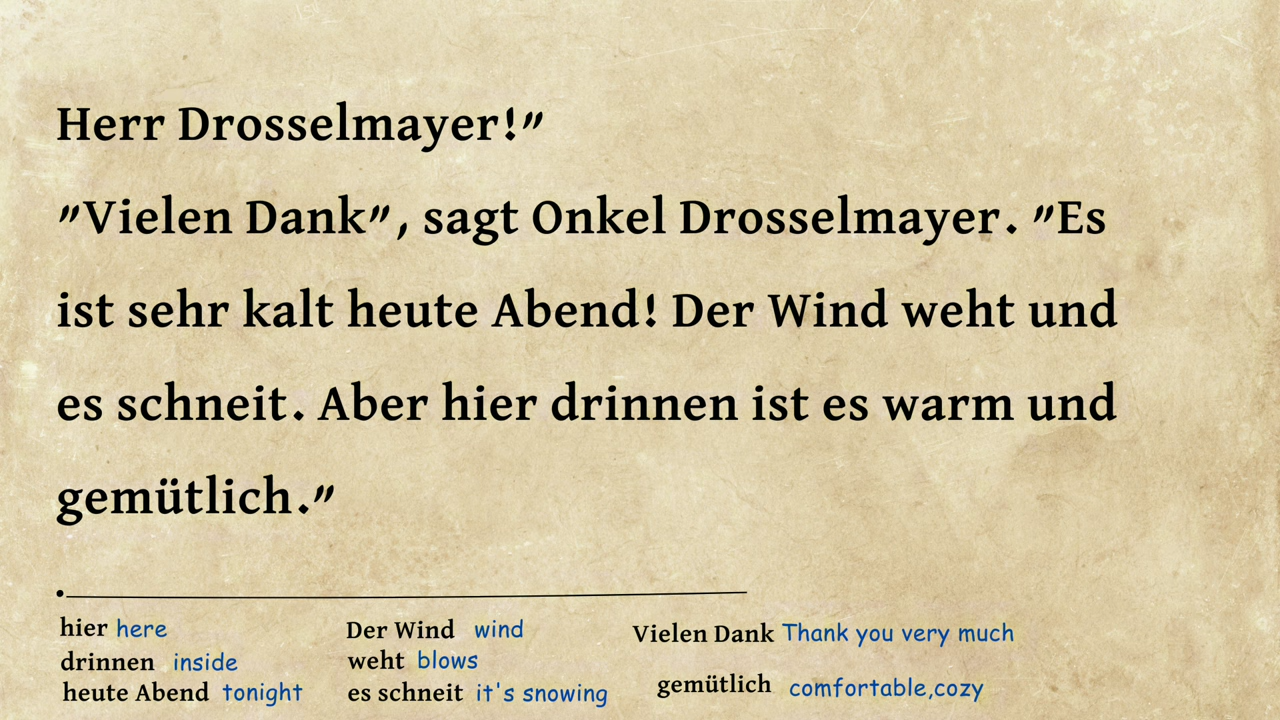 Herr Drosselmayer!”
”Vielen Dank”, sagt Onkel Drosselmayer. ”Es
ist sehr kalt heute Abend! Der Wind weht und
es schneit. Aber hier drinnen ist es warm und
gemütlich.”
hier here
drinnen inside
heute Abend tonight
Der Wind wind
weht blows
es schneit it's snowing
Vielen Dank Thank you very much
gemütlich comfortable,cozy